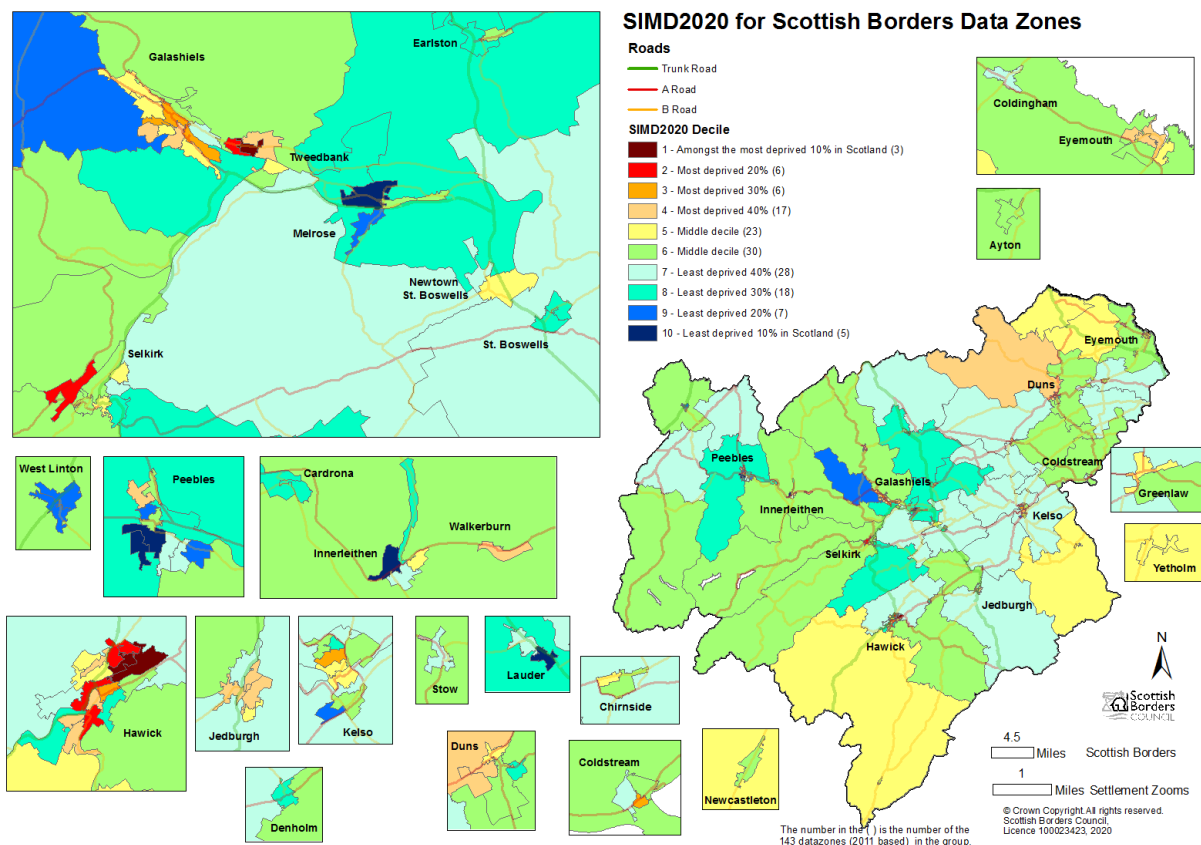 SIMD2020 for Scottish Borders Data Zones
Roads
Trunk Road
A Road
B Road
SIMD2020 Decile
1 - Amongst the most deprived 10% in Scotland (3)
2 - Most deprived 20% (6)
3 - Most deprived 30% (6)
4 - Most deprived 40% (17)
5 - Middle decile (23)
6 - Middle decile (30)
7 - Least deprived 40% (28)
8 - Least deprived 30% (18)
9 - Least deprived 20% (7)
10 - Least deprived 10% in Scotland (5)
Galashiels
Earlston
Tweedbank
Melrose
Newtown
St. Boswells
St. Boswells
Selkirk
Coldingham
Eyemouth
Ayton
Eyemouth
Duns
Coldstream
Peebles
Galashiels
Innerleithen
Kelso
Selkirk
Jedburgh
Hawick
Greenlaw
Yetholm
West Linton
Peebles
Cardrona
Walkerburn
Innerleithen
Hawick
Jedburgh
Kelso
Stow
Lauder
Chirnside
Denholm
Duns
Coldstream
Newcastleton
N
Scottish
Borders
COUNCIL
4.5
Miles Scottish Borders
1
Miles Settlement Zooms
© Crown Copyright. All rights reserved.
Scottish Borders Council,
Licence 100023423, 2020
The number in the ( ) is the number of the
143 datazones (2011 based) in the group.